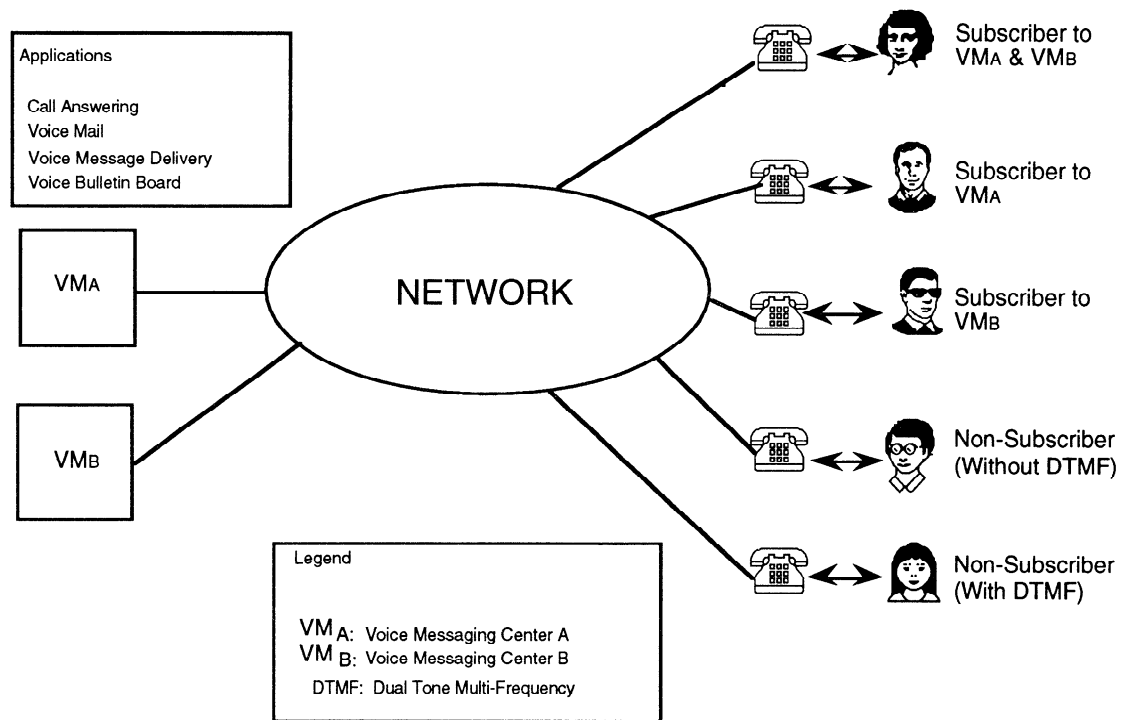 Applications
Call Answering
Voice Mail
Voice Message Delivery
Voice Bulletin Board
VMA
VMB
NETWORK
Subscriber to
VMA & VMB
Subscriber to
VMA
Subscriber to
VMB
Non-Subscriber
(Without DTMF)
Non-Subscriber
(With DTMF)
Legend
VM A: Voice Messaging Center A
VM B: Voice Messaging Center B
DTMF: Dual Tone Multi-Frequency